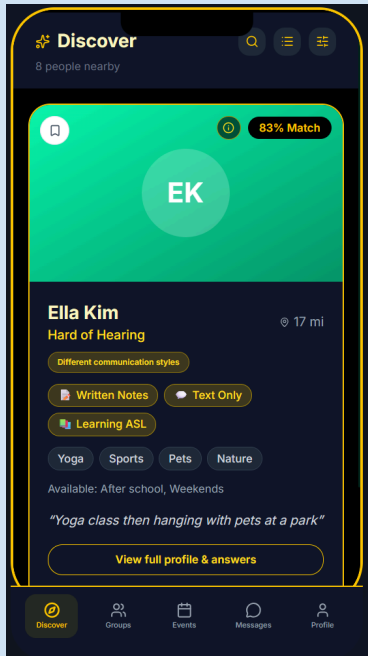 Discover
8 people nearby
83% Match
EK
Ella Kim
Hard of Hearing
17 mi
Different communication styles
Written Notes
Text Only
Learning ASL
Yoga
Sports
Pets
Nature
Available: After school, Weekends
“Yoga class then hanging with pets at a park”
View full profile & answers
Discover
Groups
Events
Messages
Profile